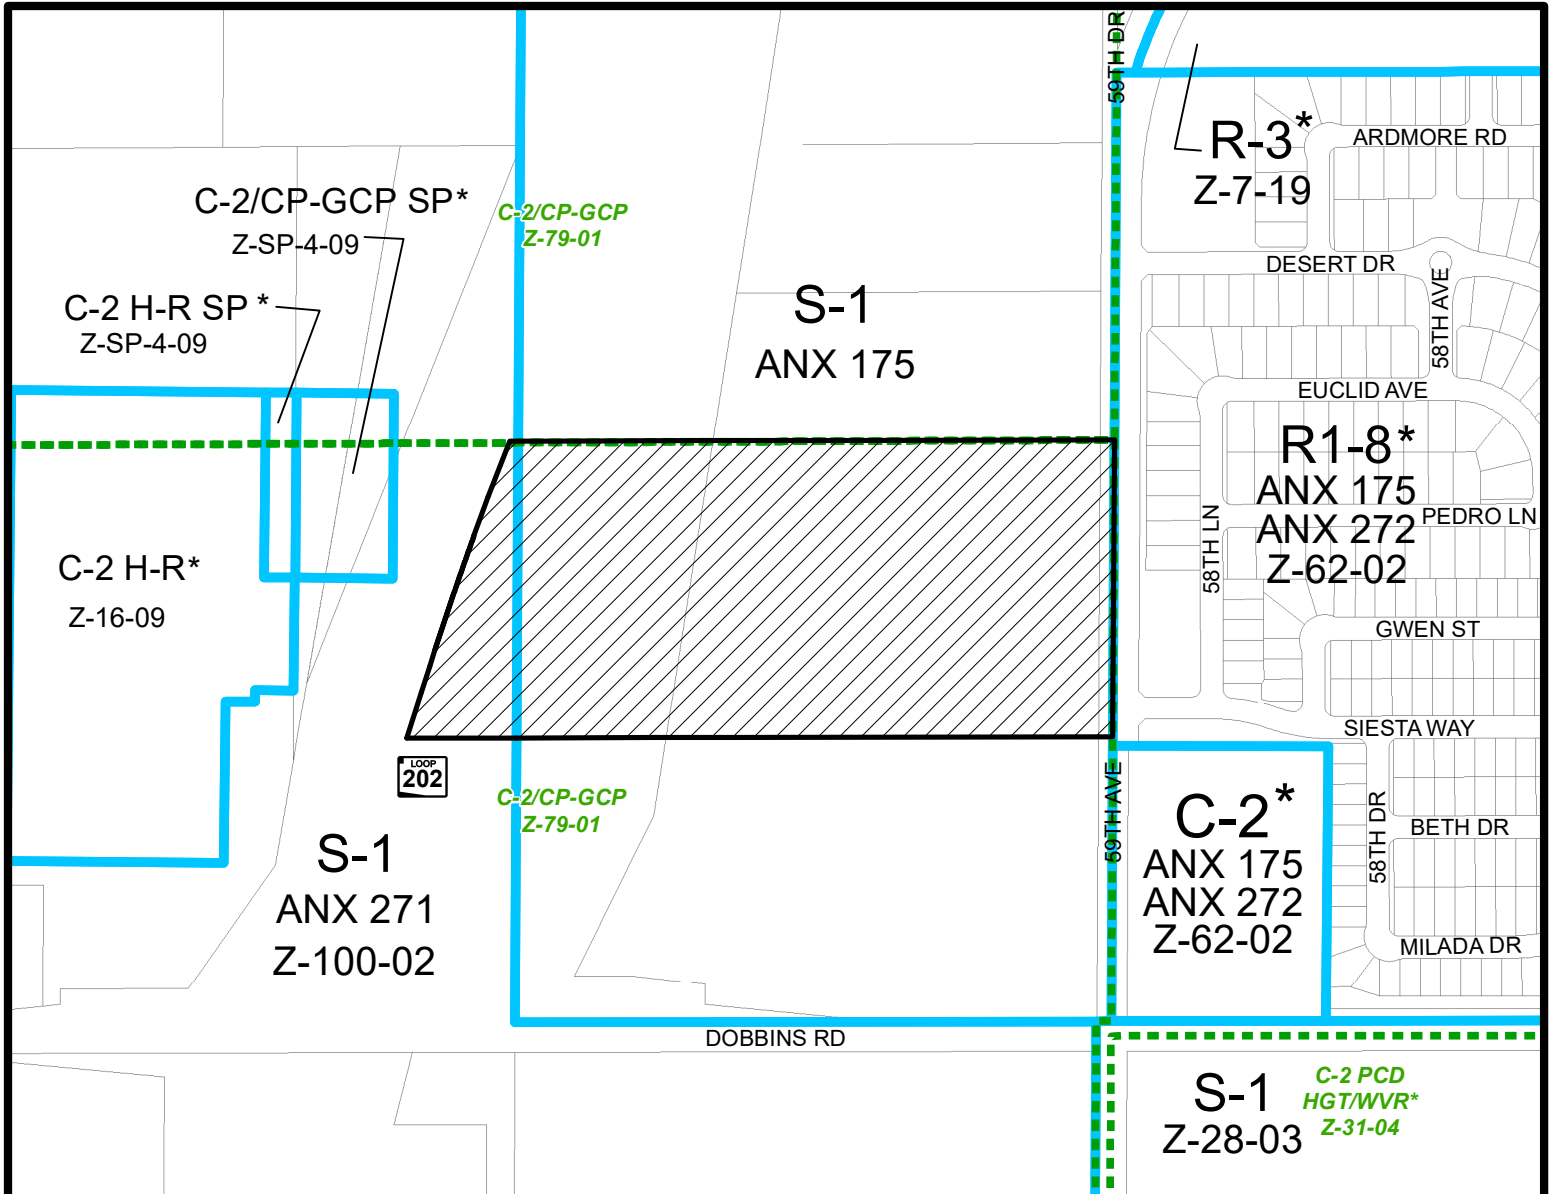 59TH DR
R-3*
Z-7-19
ARDMORE RD
C-2/CP-GCP SP*
Z-SP-4-09
C-2/CP-GCP
Z-79-01
DESERT DR
58TH AVE
C-2 H-R SP *
Z-SP-4-09
S-1
ANX 175
EUCLID AVE
R1-8*
ANX 175
ANX 272
Z-62-02
PEDRO LN
58TH LN
C-2 H-R*
Z-16-09
GWEN ST
SIESTA WAY
LOOP
202
C-2/CP-GCP
Z-79-01
59TH AVE
C-2*
ANX 175
ANX 272
Z-62-02
58TH DR
BETH DR
MILADA DR
S-1
ANX 271
Z-100-02
DOBBINS RD
S-1
Z-28-03
C-2 PCD
HGT/WVR*
Z-31-04